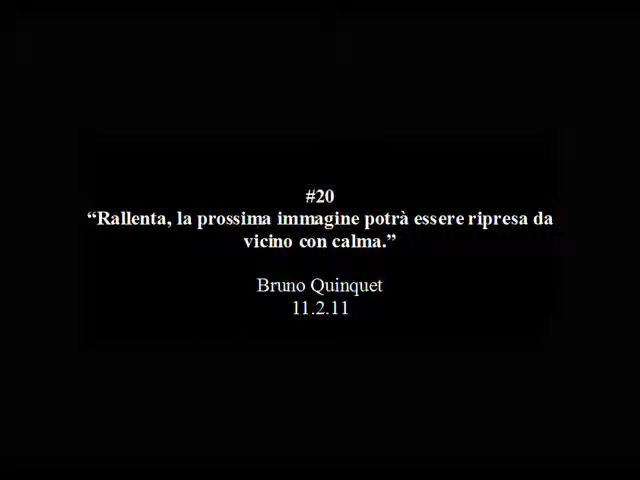 #20
“Rallenta, la prossima immagine potrà essere ripresa da
vicino con calma.”
Bruno Quinquet
11.2.11